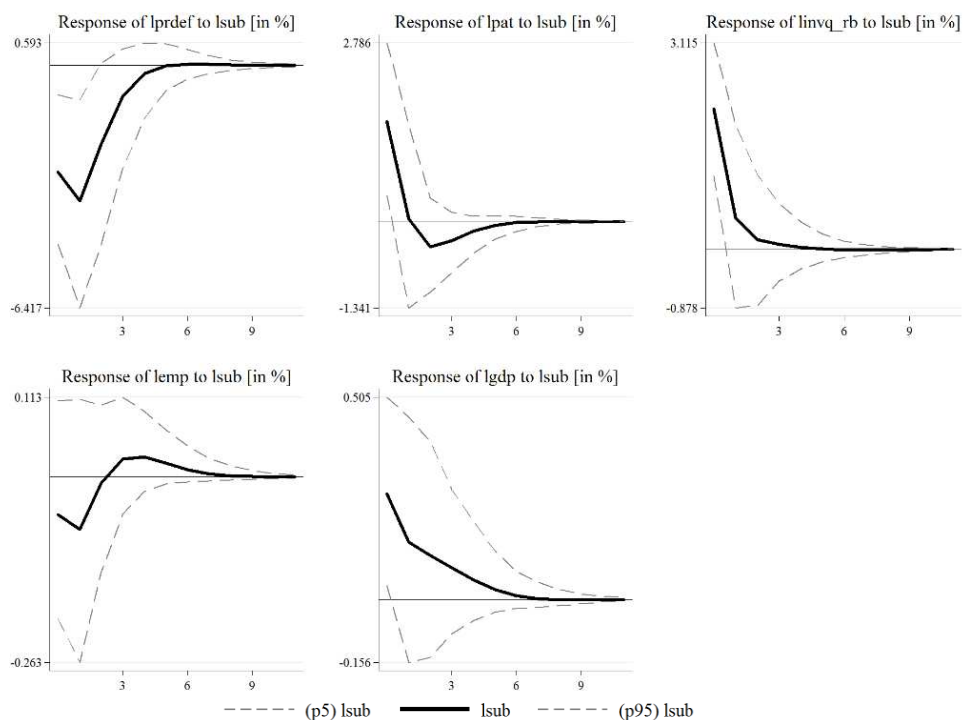 Response of lprdef to lsub [in %]
0.593
-6.417
3 6 9
Response of lpat to lsub [in %]
2.786
-1.341
3 6 9
Response of linvq_rb to lsub [in %]
3.115
-0.878
3 6 9
Response of lemp to lsub [in %]
0.113
-0.263
3 6 9
Response of lgdp to lsub [in %]
0.505
-0.156
3 6 9
(p5) lsub lsub (p95) lsub